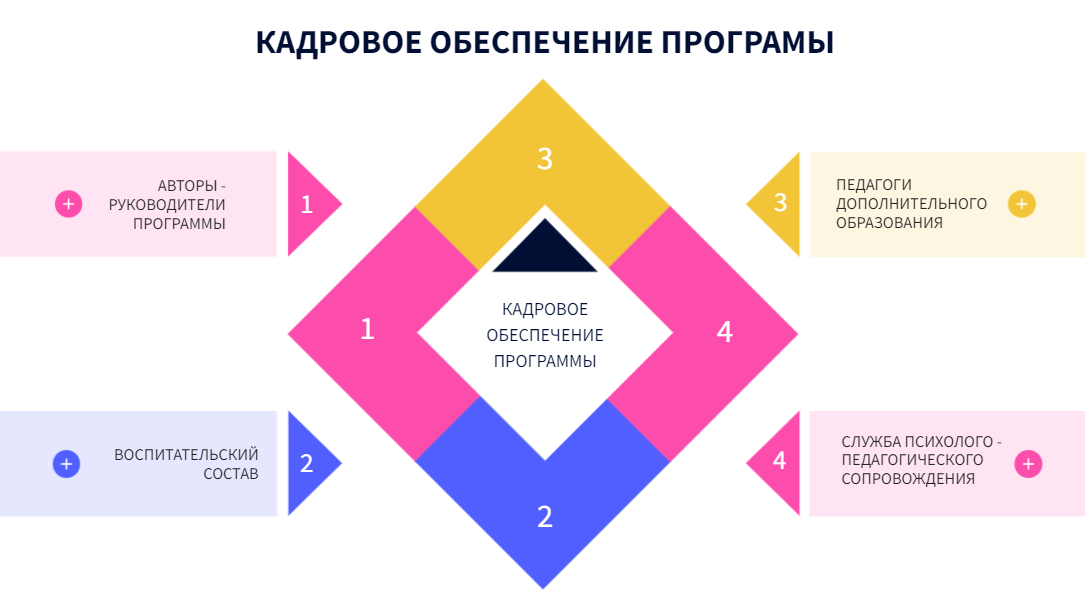 КАДРОВОЕ ОБЕСПЕЧЕНИЕ ПРОГРАМЫ
АВТОРЫ -
РУКОВОДИТЕЛИ
ПРОГРАММЫ
1
3
3
ПЕДАГОГИ
ДОПОЛНИТЕЛЬНОГО
ОБРАЗОВАНИЯ
1
КАДРОВОЕ
ОБЕСПЕЧЕНИЕ
ПРОГРАММЫ
4
ВОСПИТАТЕЛЬСКИЙ
СОСТАВ
2
2
4
СЛУЖБА ПСИХОЛОГО -
ПЕДАГОГИЧЕСКОГО
СОПРОВОЖДЕНИЯ